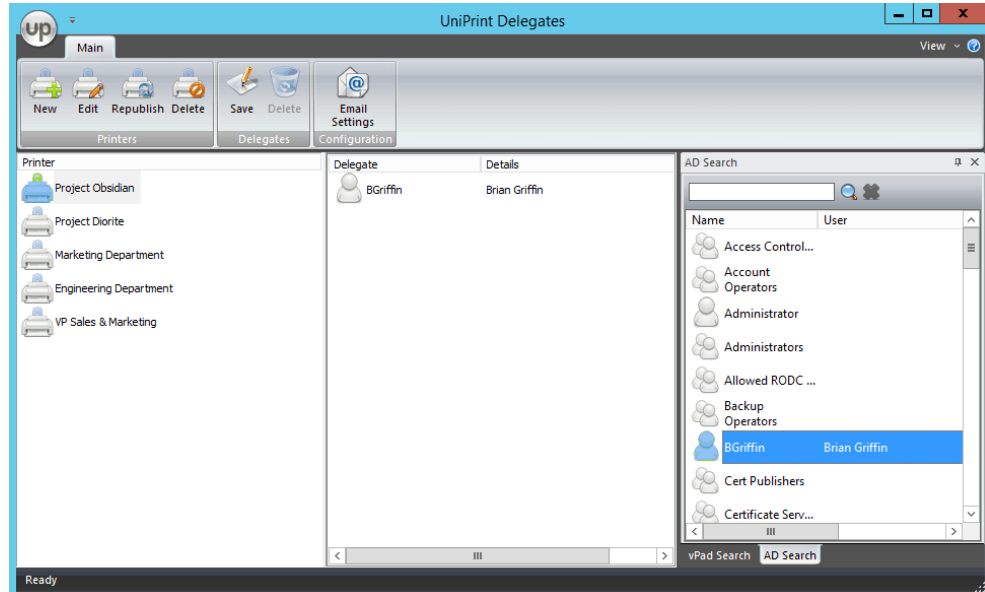 up
UniPrint Delegates
Main
View
New Edit Republish Delete
Save Delete
Email
Settings
Printers
Delegates
Configuration
Printer
Project Obsidian
Project Diorite
Marketing Department
Engineering Department
VP Sales & Marketing
Delegate Details
BGriffin Brian Griffin
AD Search
Name User
Access Control...
Account
Operators
Administrator
Administrators
Allowed RODC ...
Backup
Operators
BGriffin Brian Griffin
Cert Publishers
Certificate Serv...
vPad Search AD Search
Ready